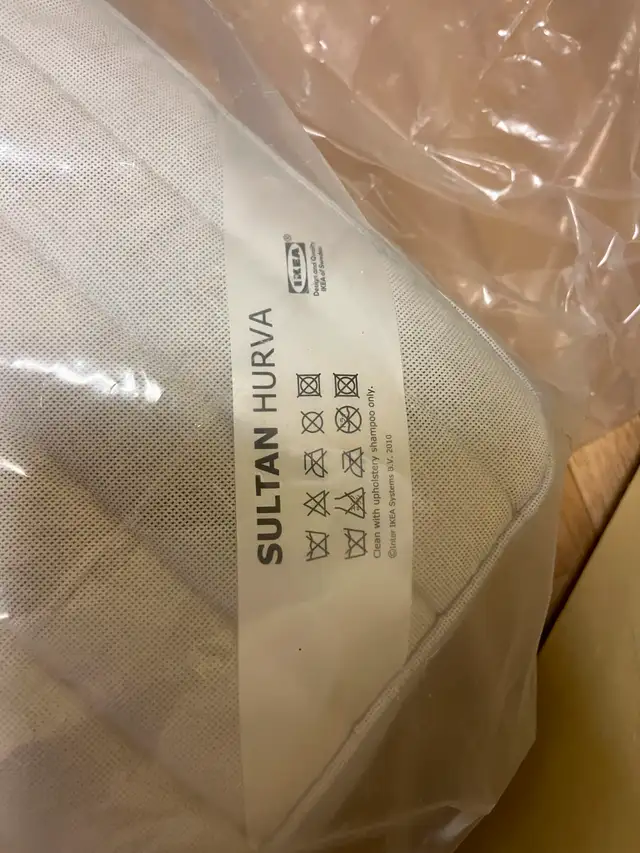 IKEA®
Design and Quality
IKEA of Sweden
SULTAN HURVA
Clean with upholstery shampoo only.
©Inter IKEA Systems B.V. 2010